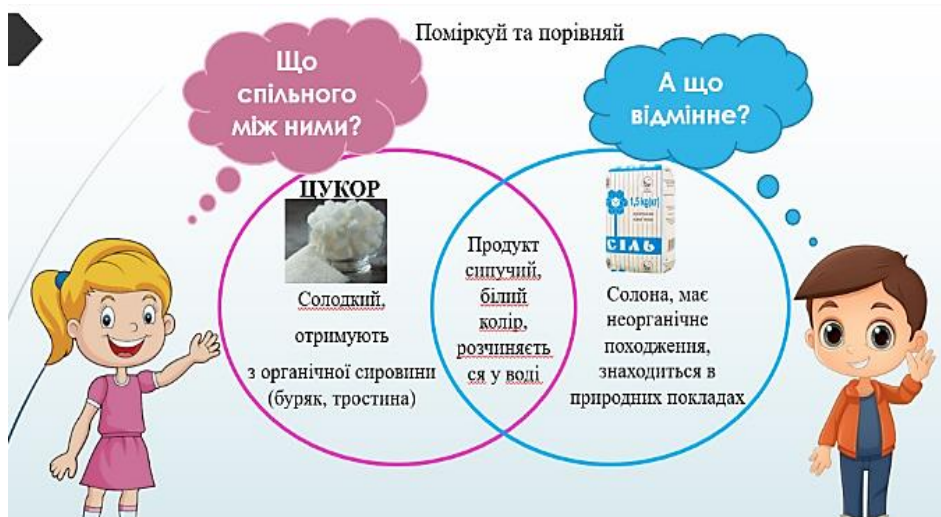 Поміркуй та порівняй
Що
спільного
між ними?
А що
відмінне?
ЦУКОР
Солодкий,
отримують
з органічної сировини
(буряк, тростина)
Продукт
сипучий,
білий
колір,
розчиняєть
ся у воді
1,5 kg(кг)
СІЛЬ
Солона, має
неорганічне
походження,
знаходиться в
природних покладах